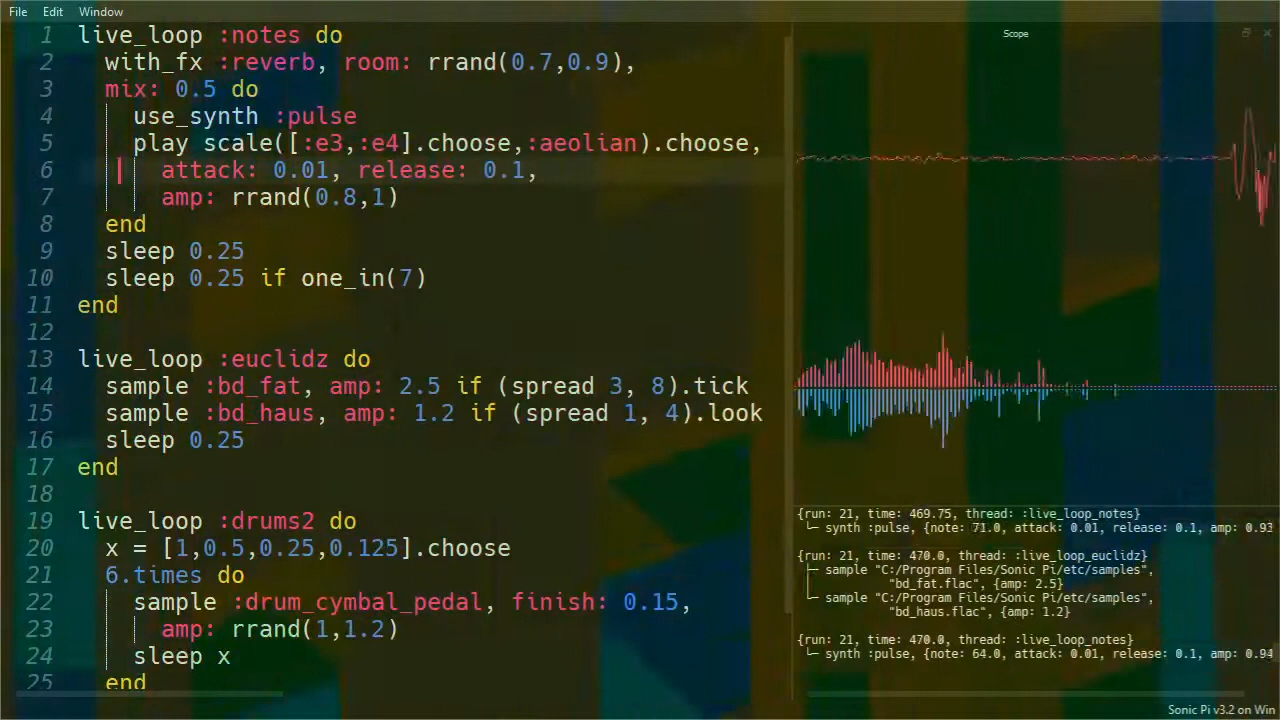 File Edit Window
1 live_loop :notes do
2 with_fx :reverb, room: rrand(0.7,0.9),
3 mix: 0.5 do
4 use_synth :pulse
5 play scale([:e3,:e4].choose,:aeolian).choose,
6 attack: 0.01, release: 0.1,
7 amp: rrand(0.8,1)
8 end
9 sleep 0.25
10 sleep 0.25 if one_in(7)
11 end
12
13 live_loop :euclidz do
14 sample :bd_fat, amp: 2.5 if (spread 3, 8).tick
15 sample :bd_haus, amp: 1.2 if (spread 1, 4).look
16 sleep 0.25
17 end
18
19 live_loop :drums2 do
20 x = [1,0.5,0.25,0.125].choose
21 6.times do
22 sample :drum_cymbal_pedal, finish: 0.15,
23 amp: rrand(1,1.2)
24 sleep x
25 end
Scope
{run: 21, time: 469.75, thread: :live_loop_notes}
└─ synth :pulse, {note: 71.0, attack: 0.01, release: 0.1, amp: 0.93
{run: 21, time: 470.0, thread: :live_loop_euclidz}
├─ sample "C:/Program Files/Sonic Pi/etc/samples",
"bd_fat.flac", {amp: 2.5}
└─ sample "C:/Program Files/Sonic Pi/etc/samples",
"bd_haus.flac", {amp: 1.2}
{run: 21, time: 470.0, thread: :live_loop_notes}
└─ synth :pulse, {note: 64.0, attack: 0.01, release: 0.1, amp: 0.94
Sonic Pi v3.2 on Win